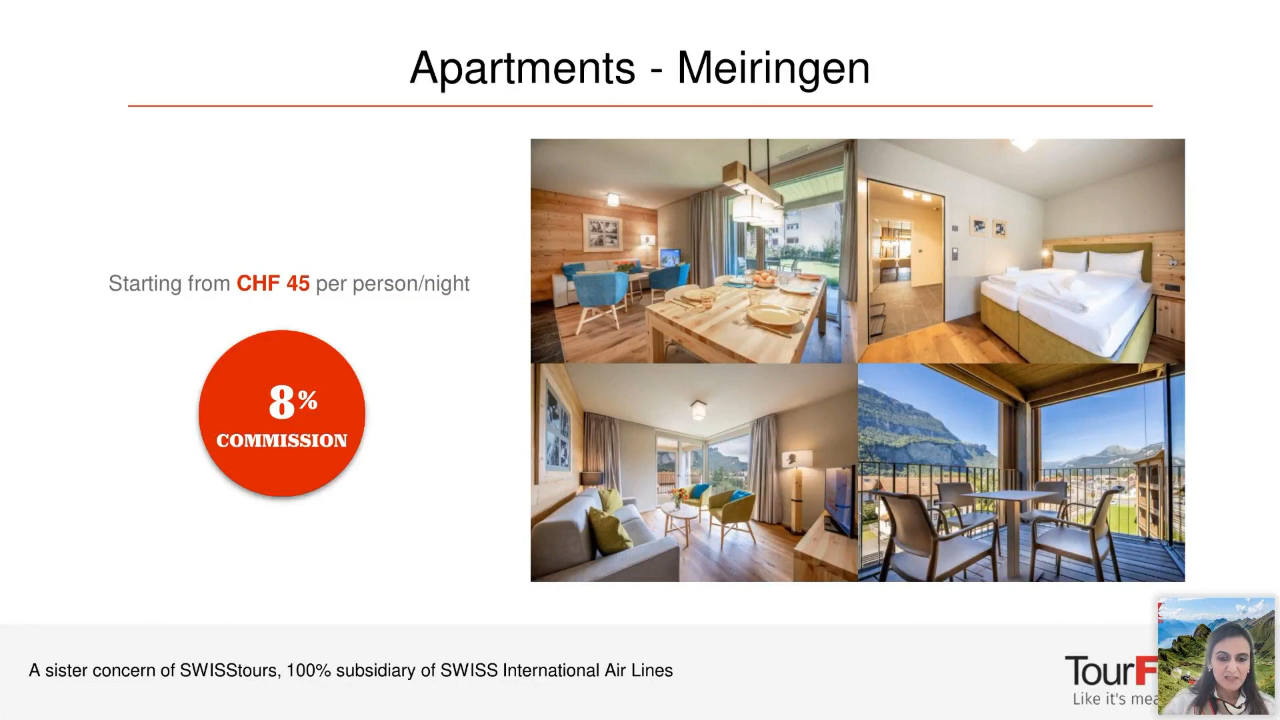 Apartments - Meiringen
Starting from CHF 45 per person/night
8%
COMMISSION
A sister concern of SWISStours, 100% subsidiary of SWISS International Air Lines
TourF
Like it's mea